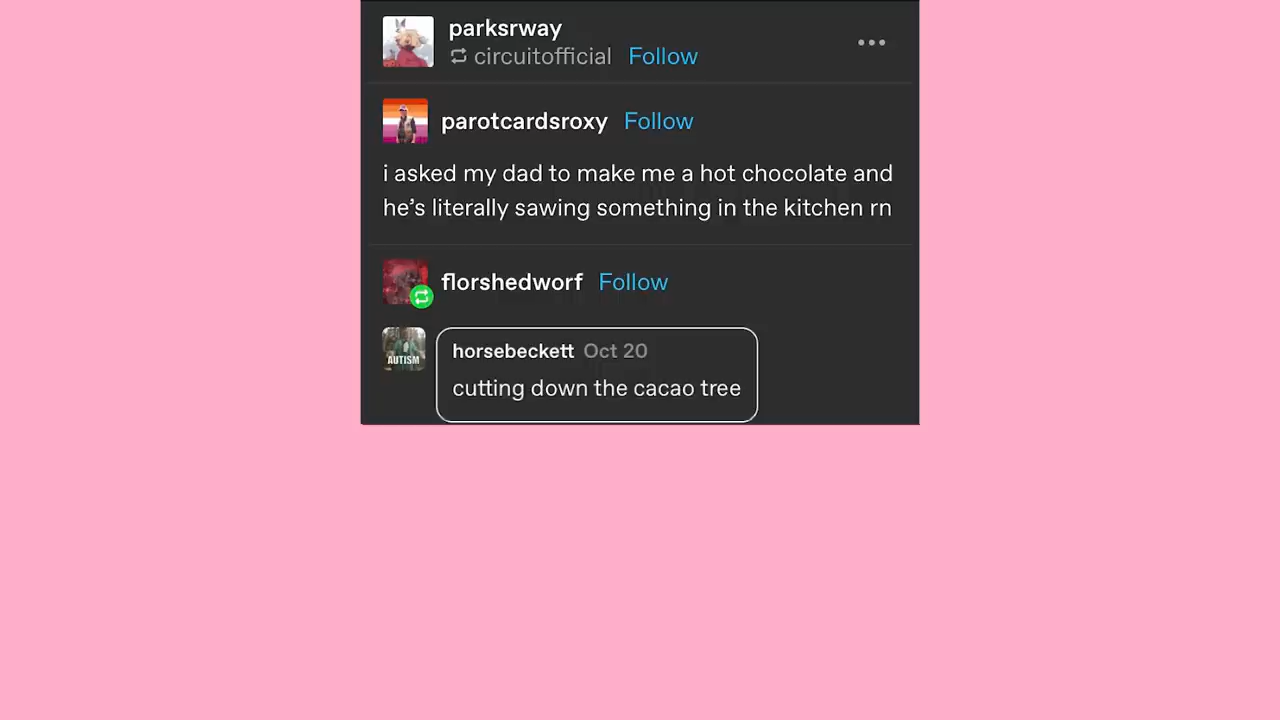 parksrway
circuitofficial Follow
parotcardsroxy Follow
i asked my dad to make me a hot chocolate and
he's literally sawing something in the kitchen rn
florshedworf Follow
AUTISM
horsebeckett Oct 20
cutting down the cacao tree